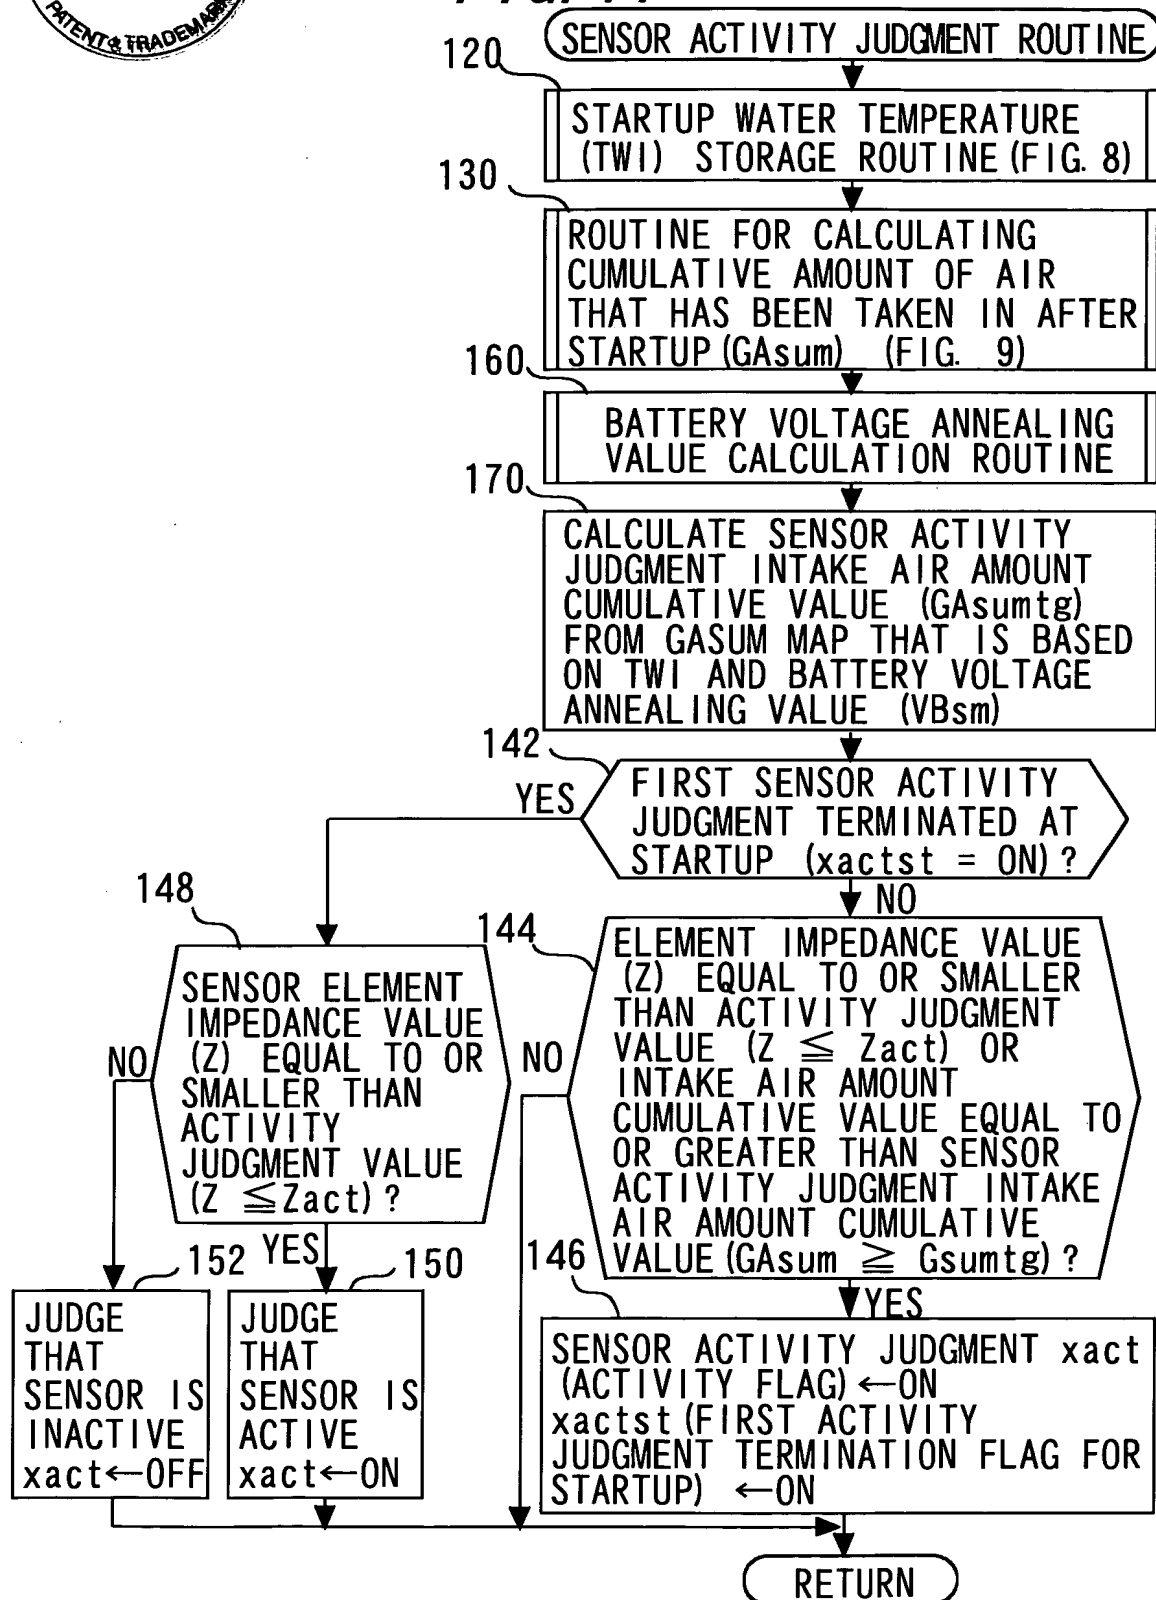 PATENT & TRADEMARK
SENSOR ACTIVITY JUDGMENT ROUTINE
120
STARTUP WATER TEMPERATURE
(TWI) STORAGE ROUTINE (FIG. 8)
130
ROUTINE FOR CALCULATING
CUMULATIVE AMOUNT OF AIR
THAT HAS BEEN TAKEN IN AFTER
STARTUP (GAsum) (FIG. 9)
160
BATTERY VOLTAGE ANNEALING
VALUE CALCULATION ROUTINE
170
CALCULATE SENSOR ACTIVITY
JUDGMENT INTAKE AIR AMOUNT
CUMULATIVE VALUE (GAsumtg)
FROM GASUM MAP THAT IS BASED
ON TWI AND BATTERY VOLTAGE
ANNEALING VALUE (VBsm)
142
FIRST SENSOR ACTIVITY
JUDGMENT TERMINATED AT
STARTUP (xactst = ON) ?
YES
NO
148
SENSOR ELEMENT
IMPEDANCE VALUE
(Z) EQUAL TO OR
SMALLER THAN
ACTIVITY
JUDGMENT VALUE
(Z ≦ Zact) ?
NO
YES
144
ELEMENT IMPEDANCE VALUE
(Z) EQUAL TO OR SMALLER
THAN ACTIVITY JUDGMENT
VALUE (Z ≦ Zact) OR
INTAKE AIR AMOUNT
CUMULATIVE VALUE EQUAL TO
OR GREATER THAN SENSOR
ACTIVITY JUDGMENT INTAKE
AIR AMOUNT CUMULATIVE
VALUE (GAsum ≧ Gsumtg) ?
NO
YES
152
JUDGE
THAT
SENSOR IS
INACTIVE
xact←OFF
150
JUDGE
THAT
SENSOR IS
ACTIVE
xact←ON
146
SENSOR ACTIVITY JUDGMENT xact
(ACTIVITY FLAG) ←ON
xactst (FIRST ACTIVITY
JUDGMENT TERMINATION FLAG FOR
STARTUP) ←ON
RETURN